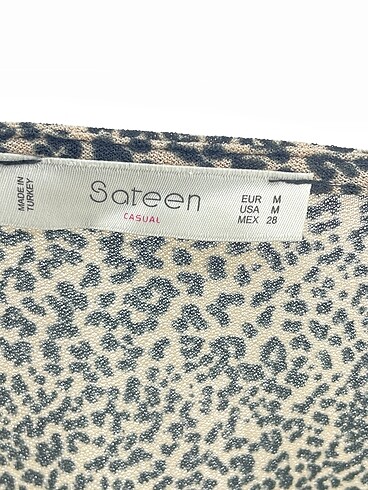 MADE IN
TURKEY
Sateen
CASUAL
EUR M
USA M
MEX 28